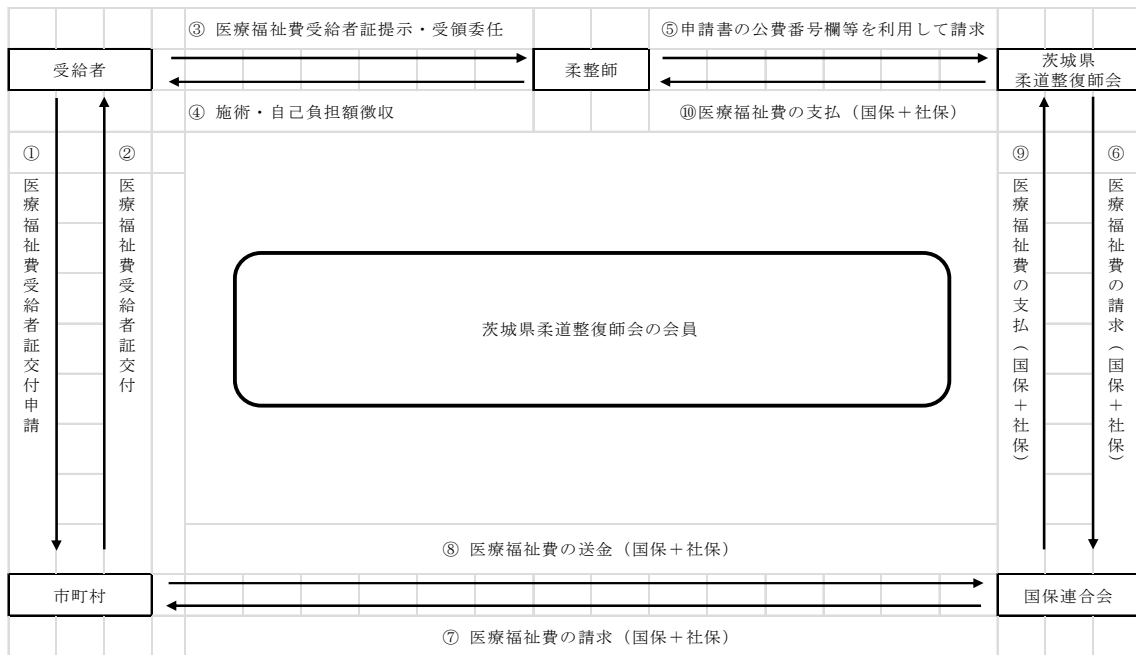 ③ 医療福祉費受給者証提示・受領委任
⑤申請書の公費番号欄等を利用して請求
受給者
柔整師
茨城県
柔道整復師会
④ 施術・自己負担額徴収
⑩医療福祉費の支払（国保＋社保）
①
医療福祉費受給者証交付申請
②
医療福祉費受給者証交付
茨城県柔道整復師会の会員
⑨
医療福祉費の支払（国保＋社保）
⑥
医療福祉費の請求（国保＋社保）
⑧ 医療福祉費の送金（国保＋社保）
市町村
国保連合会
⑦ 医療福祉費の請求（国保＋社保）